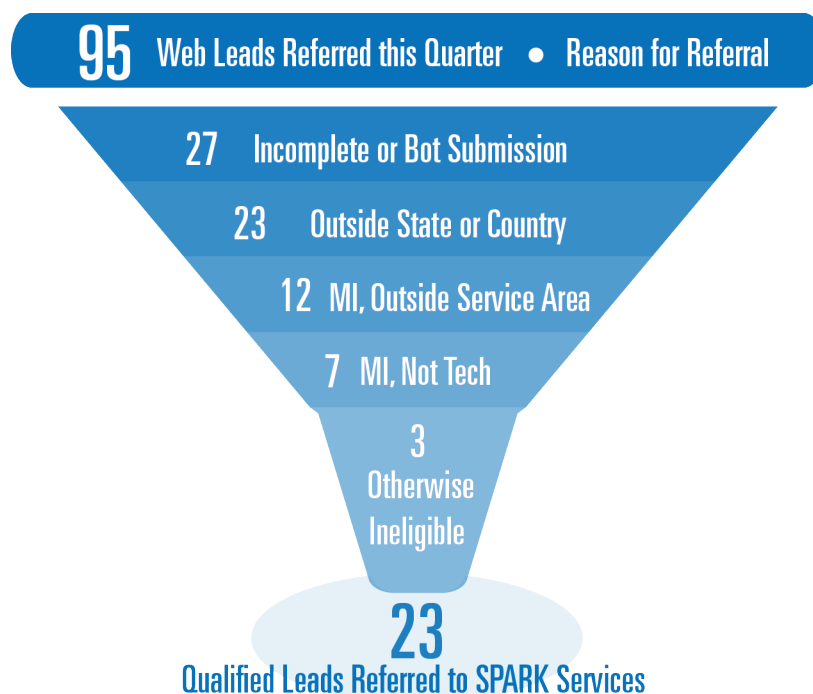 95 Web Leads Referred this Quarter • Reason for Referral
27 Incomplete or Bot Submission
23 Outside State or Country
12 MI, Outside Service Area
7 MI, Not Tech
3
Otherwise
Ineligible
23
Qualified Leads Referred to SPARK Services